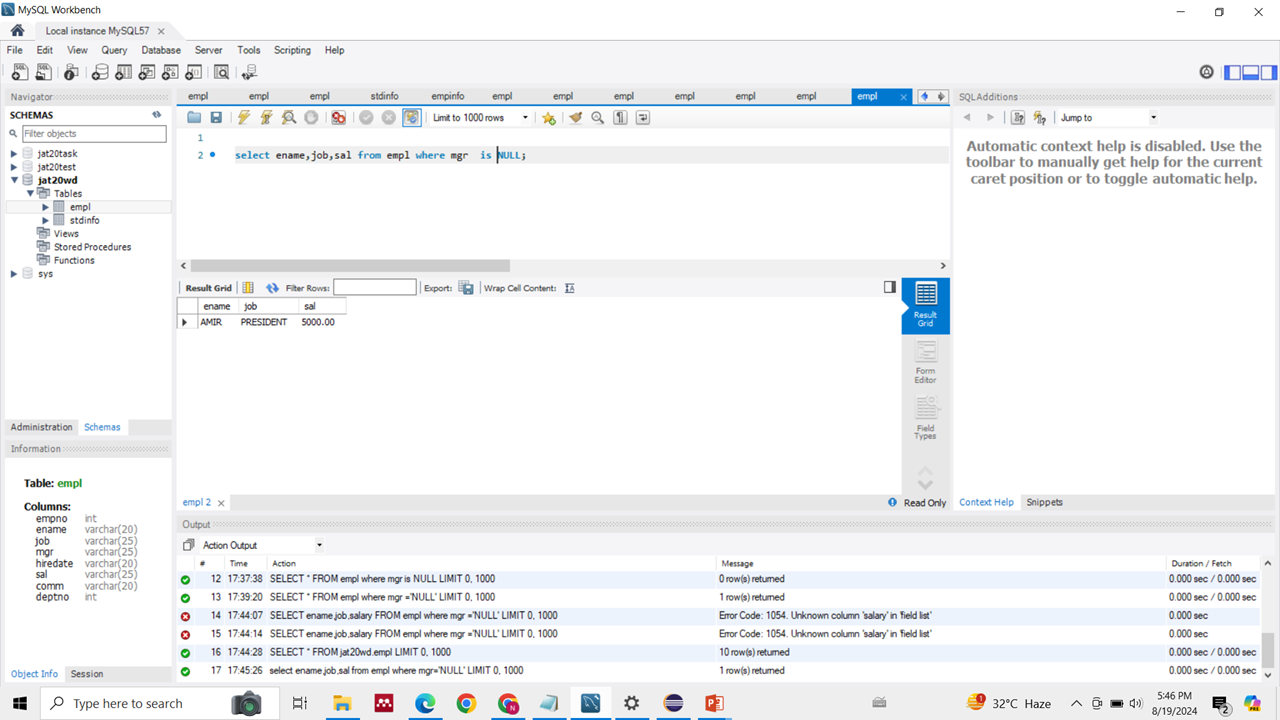 MySQL Workbench
Local instance MySQL57
File Edit View Query Database Server Tools Scripting Help
Navigator
SCHEMAS
Filter objects
jat20task
jat20test
jat20wd
Tables
empl
stdinfo
Views
Stored Procedures
Functions
sys
Administration Schemas
Information
Table: empl
Columns:
empno int
ename varchar(20)
job varchar(25)
mgr varchar(25)
hiredate varchar(20)
sal varchar(25)
comm varchar(20)
deptno int
Object Info Session
empl empl empl stdinfo empinfo empl empl empl empl empl empl empl
Limit to 1000 rows
1
2 select ename,job,sal from empl where mgr  is NULL;
Result Grid Filter Rows: Export: Wrap Cell Content:
ename job sal
AMIR PRESIDENT 5000.00
Result Grid
Form Editor
Field Types
empl 2 Read Only
SQLAdditions
Jump to
Automatic context help is disabled. Use the
toolbar to manually get help for the current
caret position or to toggle automatic help.
Context Help Snippets
Output
Action Output
# Time Action Message Duration / Fetch
12 17:37:38 SELECT * FROM empl where mgr is NULL LIMIT 0, 1000 0 row(s) returned 0.000 sec / 0.000 sec
13 17:39:20 SELECT * FROM empl where mgr ='NULL' LIMIT 0, 1000 1 row(s) returned 0.000 sec / 0.000 sec
14 17:44:07 SELECT ename,job,salary FROM empl where mgr ='NULL' LIMIT 0, 1000 Error Code: 1054. Unknown column 'salary' in 'field list' 0.000 sec
15 17:44:14 SELECT ename,job,salary FROM empl where mgr ='NULL' LIMIT 0, 1000 Error Code: 1054. Unknown column 'salary' in 'field list' 0.000 sec
16 17:44:28 SELECT * FROM jat20wd.empl LIMIT 0, 1000 10 row(s) returned 0.000 sec / 0.000 sec
17 17:45:26 select ename,job,sal from empl where mgr='NULL' LIMIT 0, 1000 1 row(s) returned 0.000 sec / 0.000 sec
Type here to search
32°C Haze
5:46 PM
8/19/2024
2